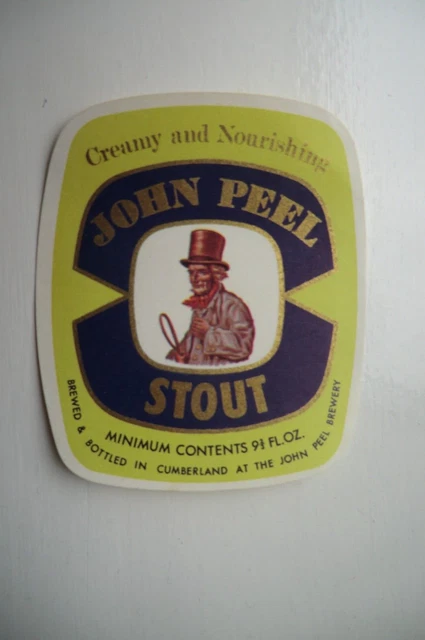 Creamy and Nourishing
JOHN PEEL
STOUT
MINIMUM CONTENTS 9⅔ FL.OZ.
BREWED & BOTTLED IN CUMBERLAND AT THE JOHN PEEL BREWERY